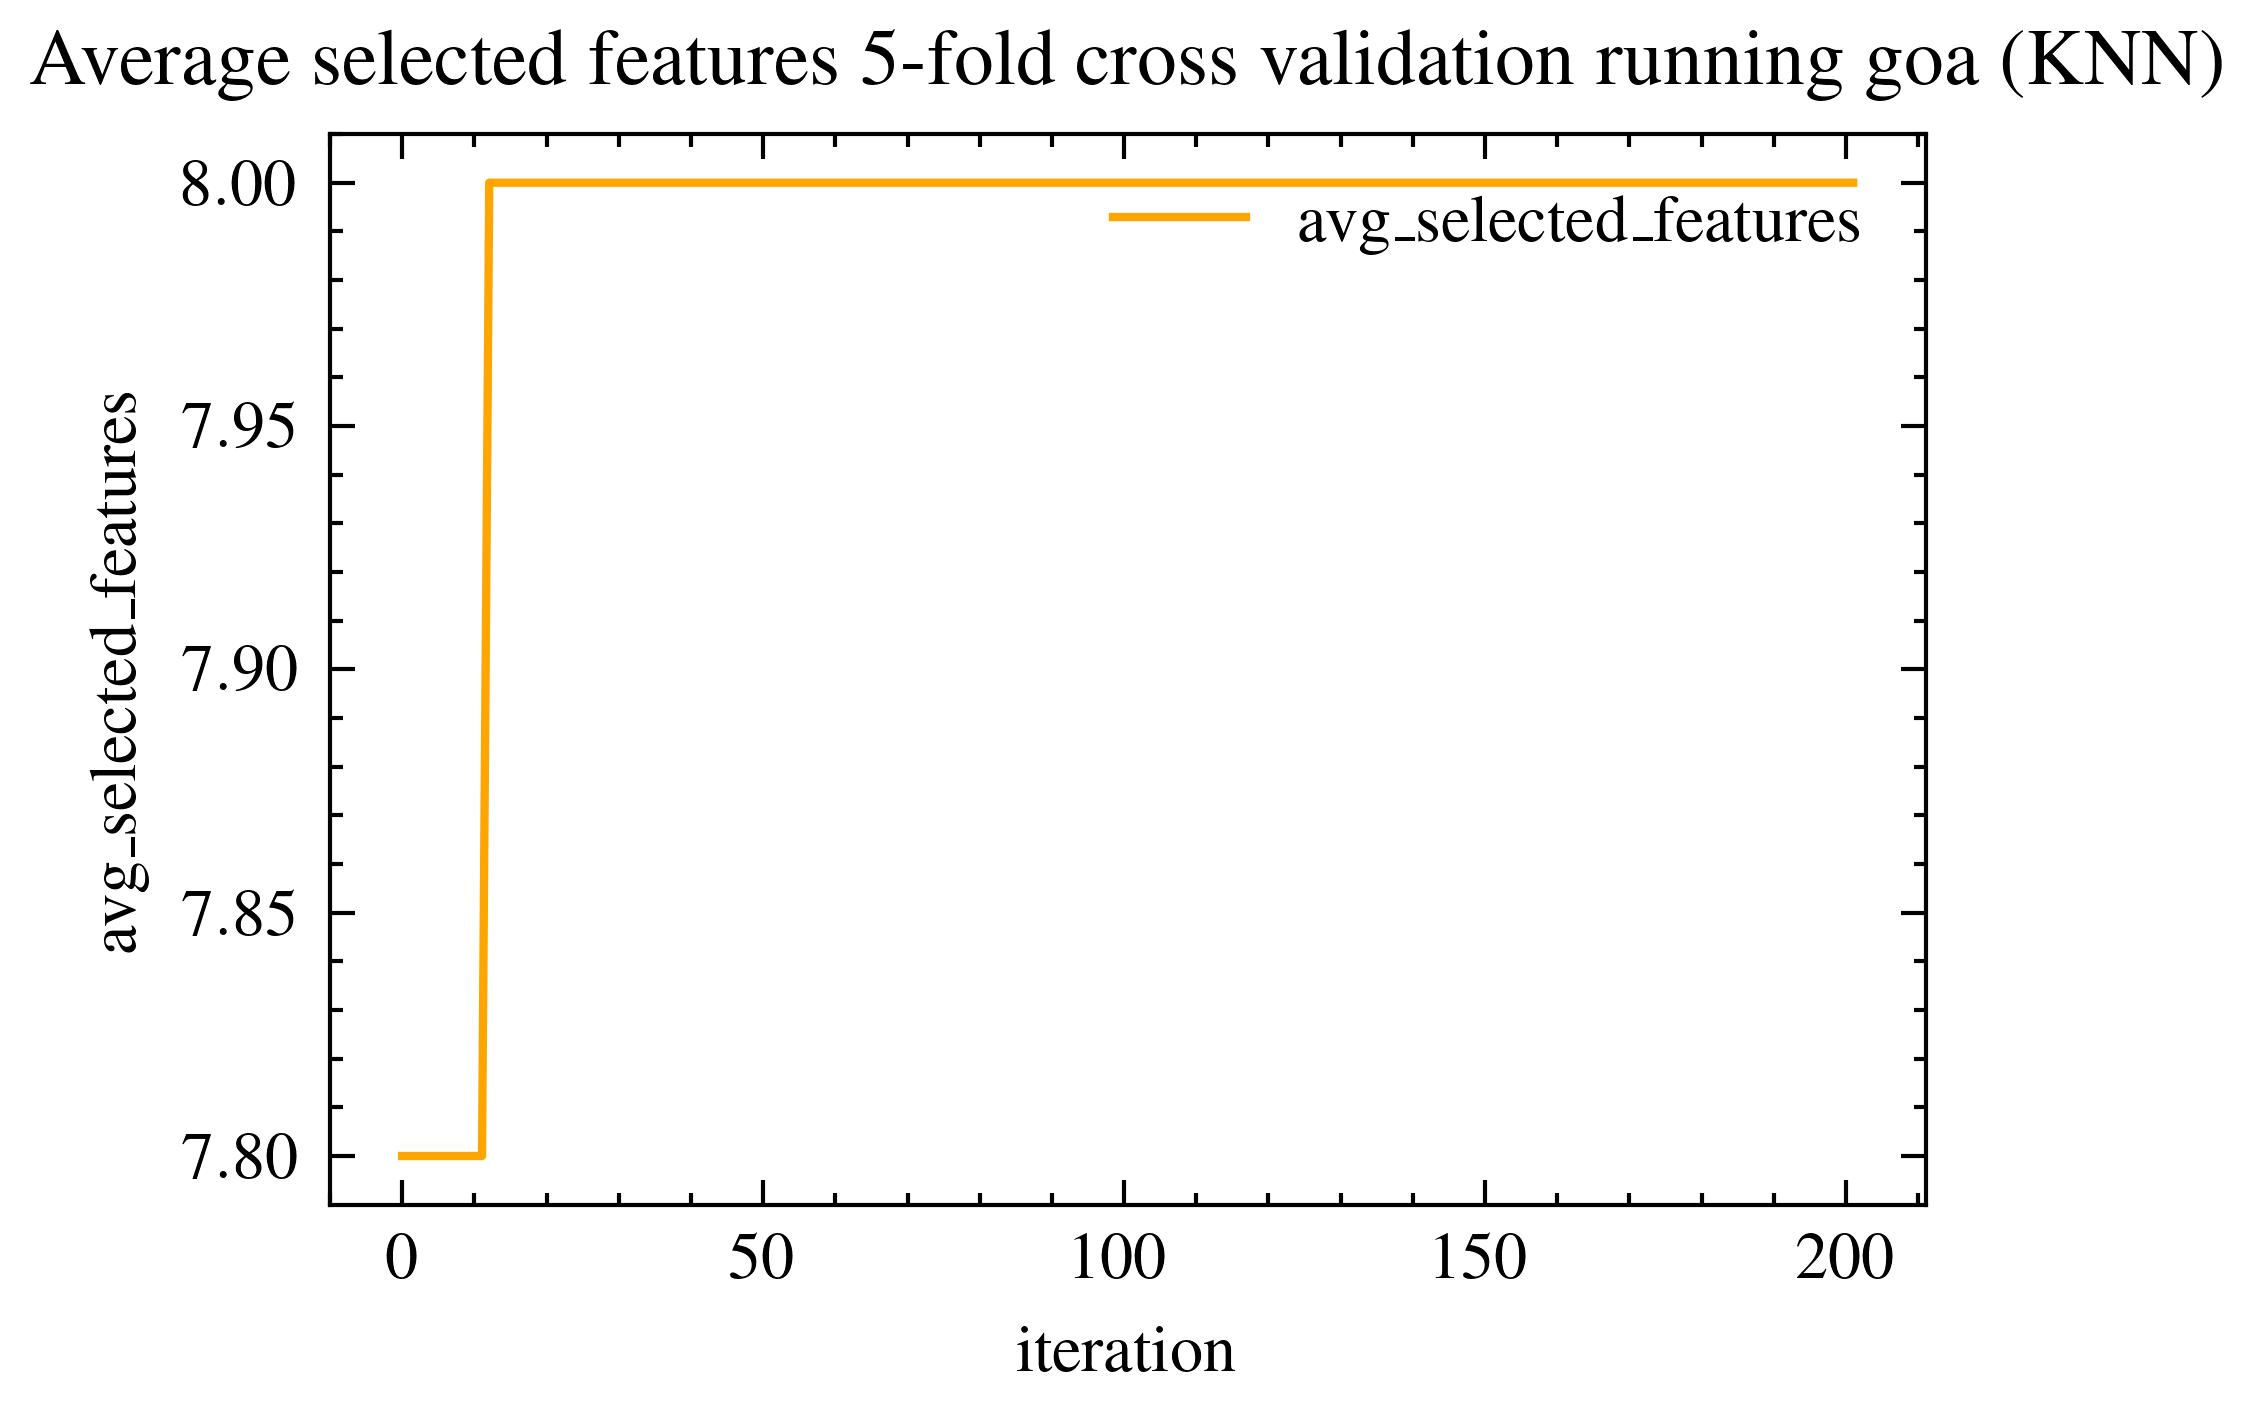 Average selected features 5-fold cross validation running goa (KNN)
8.00
7.95
7.90
7.85
7.80
avg_selected_features
avg_selected_features
0
50
100
150
200
iteration